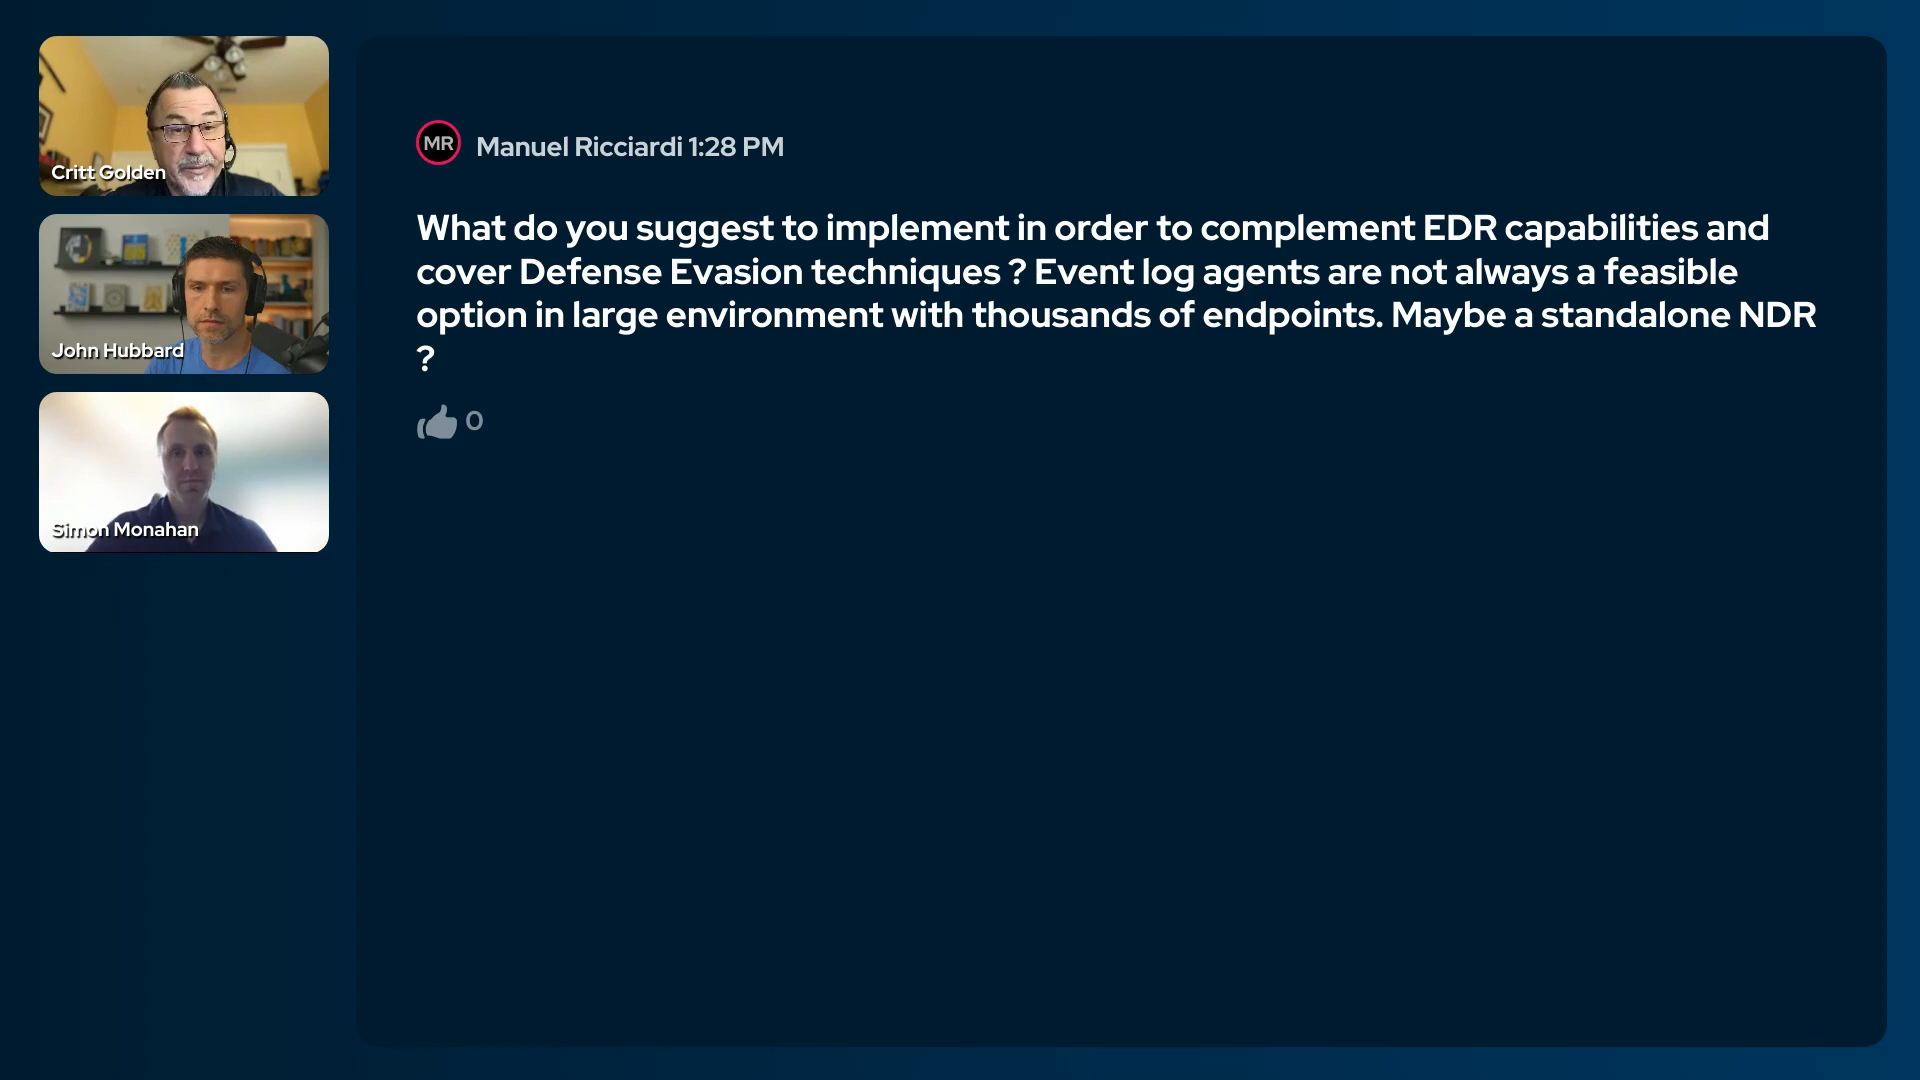 Critt Golden
John Hubbard
Simon Monahan
MR
Manuel Ricciardi 1:28 PM
What do you suggest to implement in order to complement EDR capabilities and
cover Defense Evasion techniques ? Event log agents are not always a feasible
option in large environment with thousands of endpoints. Maybe a standalone NDR
?
0